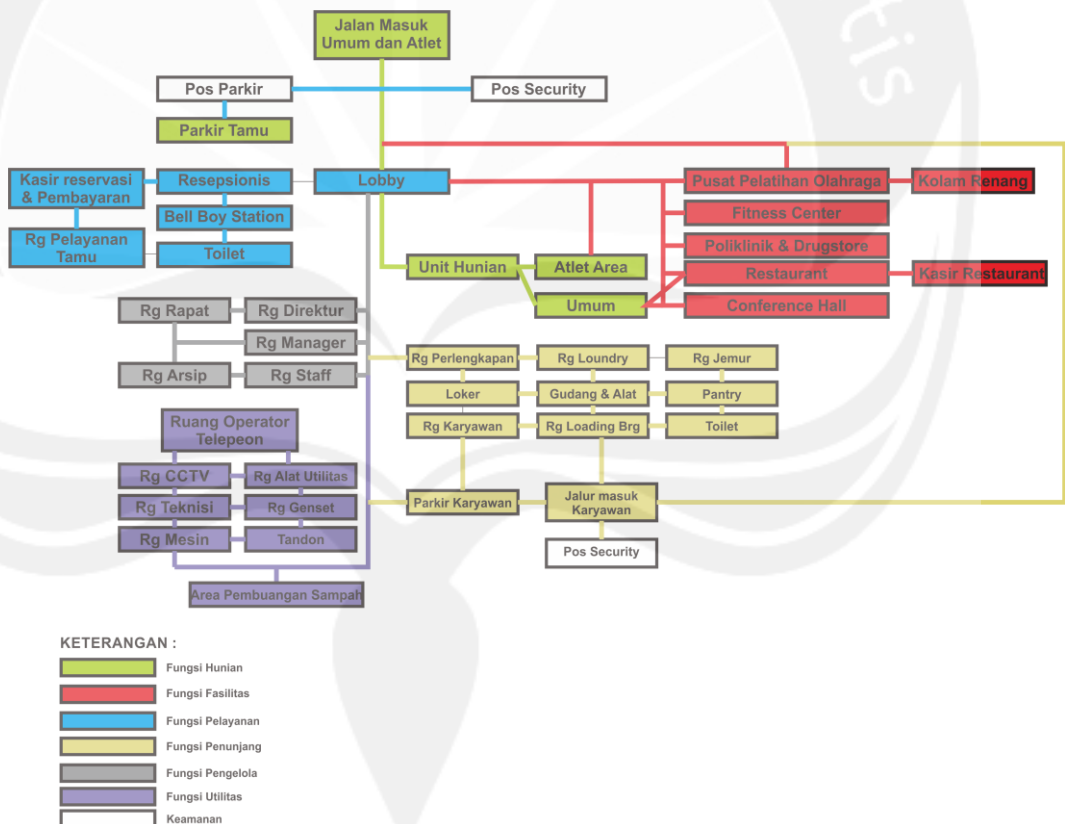 Jalan Masuk
Umum dan Atlet
Pos Parkir
Pos Security
Parkir Tamu
Kasir reservasi
& Pembayaran
Resepsionis
Lobby
Pusat Pelatihan Olahraga
Kolam Renang
Bell Boy Station
Fitness Center
Rg Pelayanan
Tamu
Toilet
Poliklinik & Drugstore
Unit Hunian
Atlet Area
Restaurant
Kasir Restaurant
Umum
Conference Hall
Rg Rapat
Rg Direktur
Rg Manager
Rg Arsip
Rg Staff
Rg Perlengkapan
Rg Loundry
Rg Jemur
Loker
Gudang & Alat
Pantry
Rg Karyawan
Rg Loading Brg
Toilet
Ruang Operator
Telepeon
Rg CCTV
Rg Alat Utilitas
Rg Teknisi
Rg Genset
Rg Mesin
Tandon
Parkir Karyawan
Jalur masuk
Karyawan
Pos Security
Area Pembuangan Sampah
KETERANGAN :
Fungsi Hunian
Fungsi Fasilitas
Fungsi Pelayanan
Fungsi Penunjang
Fungsi Pengelola
Fungsi Utilitas
Keamanan
tis